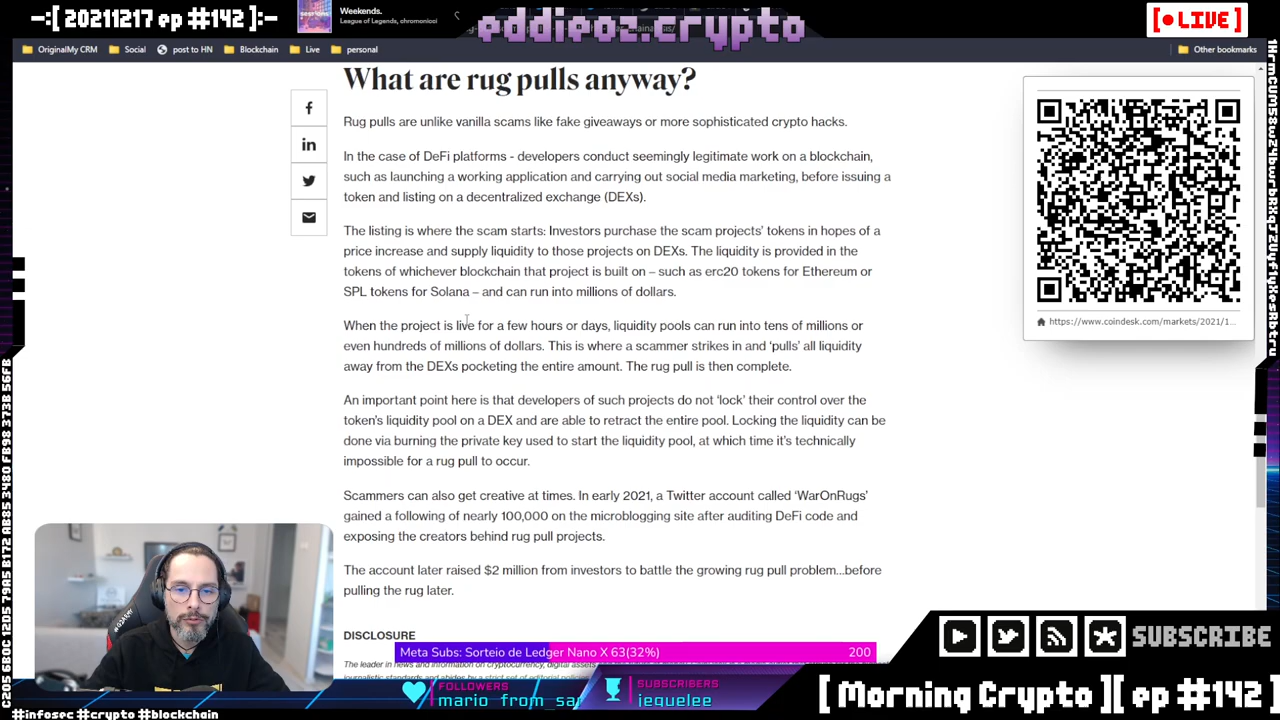 -:[ 20211217 ep #142 ]:-
Weekends.
League of Legends, chromonicci
eddieoz.crypto
[● LIVE]
OriginalMy CRM
Social
post to HN
Blockchain
Live
personal
Other bookmarks
What are rug pulls anyway?
Rug pulls are unlike vanilla scams like fake giveaways or more sophisticated crypto hacks.
In the case of DeFi platforms - developers conduct seemingly legitimate work on a blockchain,
such as launching a working application and carrying out social media marketing, before issuing a
token and listing on a decentralized exchange (DEXs).
The listing is where the scam starts: Investors purchase the scam projects’ tokens in hopes of a
price increase and supply liquidity to those projects on DEXs. The liquidity is provided in the
tokens of whichever blockchain that project is built on – such as erc20 tokens for Ethereum or
SPL tokens for Solana – and can run into millions of dollars.
When the project is live for a few hours or days, liquidity pools can run into tens of millions or
even hundreds of millions of dollars. This is where a scammer strikes in and ‘pulls’ all liquidity
away from the DEXs pocketing the entire amount. The rug pull is then complete.
An important point here is that developers of such projects do not ‘lock’ their control over the
token’s liquidity pool on a DEX and are able to retract the entire pool. Locking the liquidity can be
done via burning the private key used to start the liquidity pool, at which time it’s technically
impossible for a rug pull to occur.
Scammers can also get creative at times. In early 2021, a Twitter account called ‘WarOnRugs’
gained a following of nearly 100,000 on the microblogging site after auditing DeFi code and
exposing the creators behind rug pull projects.
The account later raised $2 million from investors to battle the growing rug pull problem…before
pulling the rug later.
DISCLOSURE
https://www.coindesk.com/markets/2021/1...
Meta Subs: Sorteio de Ledger Nano X 63(32%)
200
SUBSCRIBE
FOLLOWERS
mario_from_sa
SUBSCRIBERS
ieguelee
[ Morning Crypto ][ ep #142 ]
#infosec #crypto #blockchain